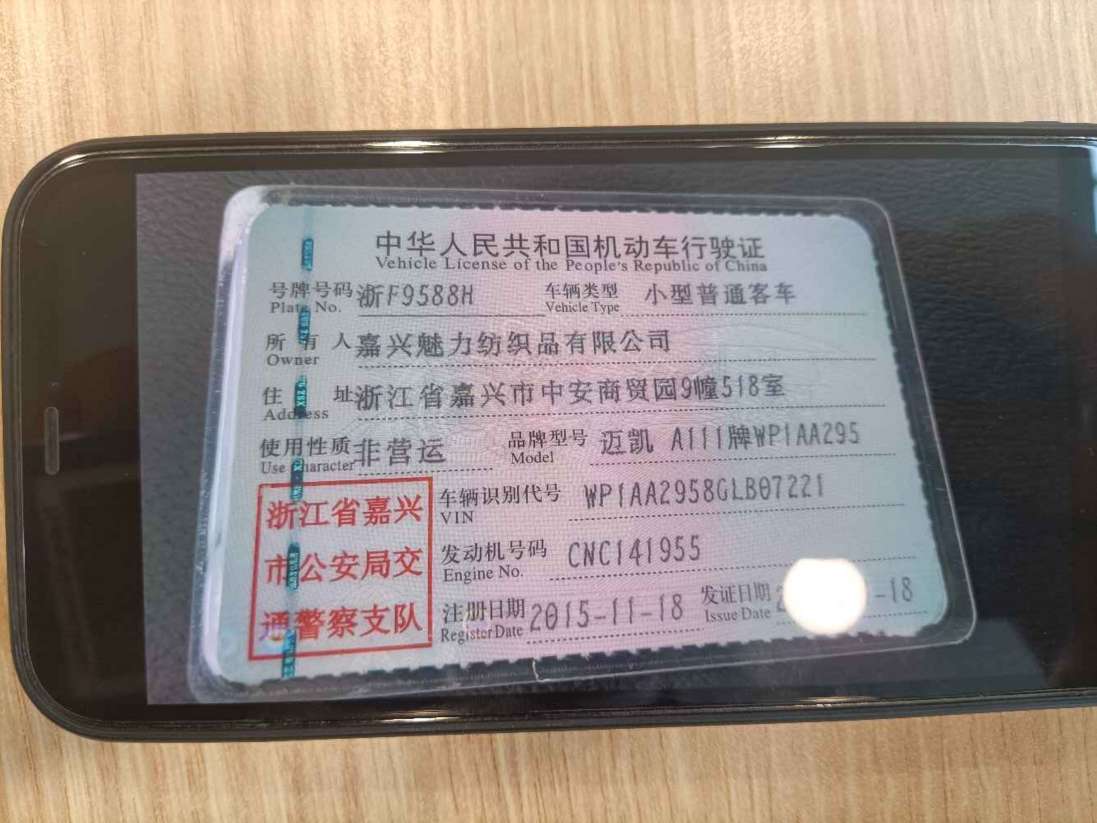 中华人民共和国机动车行驶证
Vehicle License of the People's Republic of China
号牌号码 浙F9588H 车辆类型 小型普通客车
Plate No. Vehicle Type
所有人 嘉兴魅力纺织品有限公司
Owner
住址 浙江省嘉兴市中安商贸园9幢518室
Address
使用性质 非营运 品牌型号 迈凯 A111牌WP1AA295
Use Character Model
浙江省嘉兴
市公安局交
通警察支队
车辆识别代号 WP1AA2958GLB07221
VIN
发动机号码 CNC141955
Engine No.
注册日期 2015-11-18 发证日期 -18
Register Date Issue Date